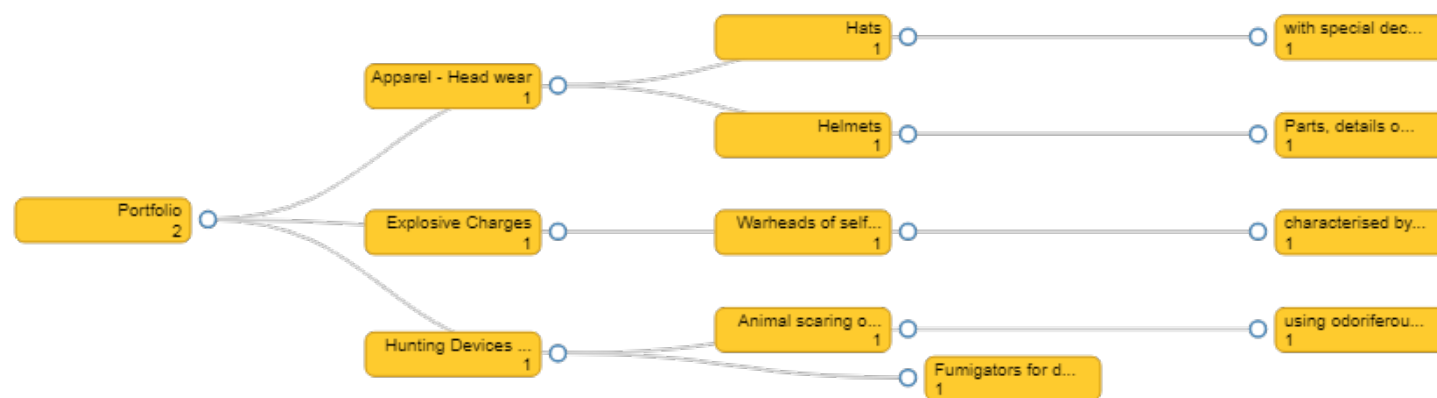 Hats
1
with special dec...
1
Apparel - Head wear
1
Helmets
1
Parts, details o...
1
Portfolio
2
Explosive Charges
1
Warheads of self...
1
characterised by...
1
Hunting Devices ...
1
Animal scaring o...
1
using odoriferou...
1
Fumigators for d...
1